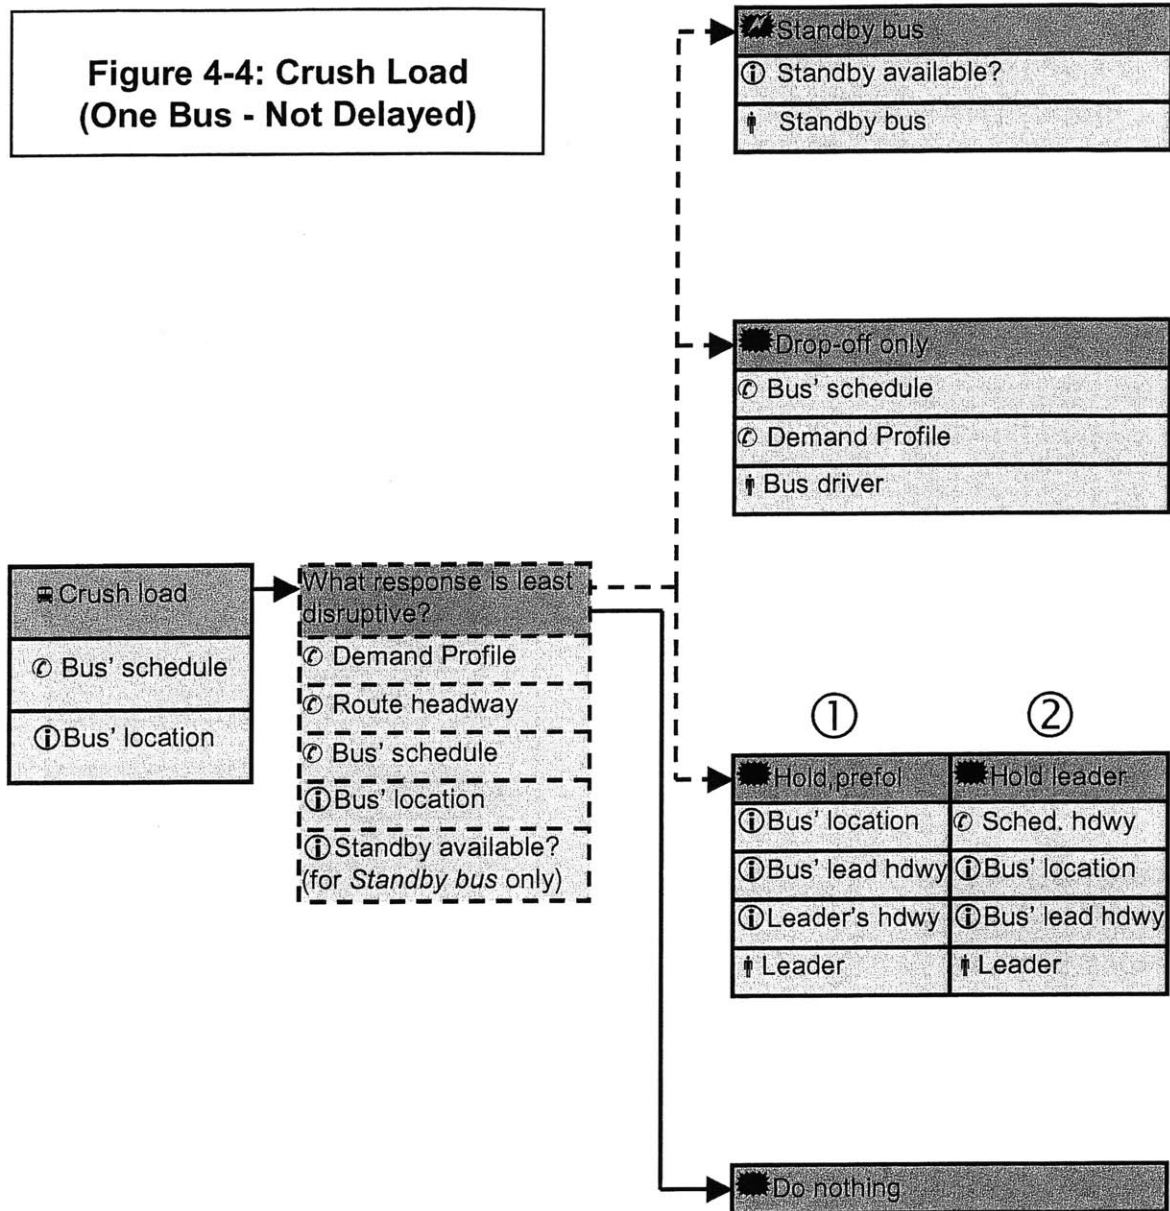 Figure 4-4: Crush Load
(One Bus - Not Delayed)
Standby bus
Standby available?
Standby bus
Drop-off only
Bus' schedule
Demand Profile
Bus driver
Crush load
Bus' schedule
Bus' location
What response is least
disruptive?
Demand Profile
Route headway
Bus' schedule
Bus' location
Standby available?
(for Standby bus only)
①
②
Hold,prefol
Bus' location
Bus' lead hdwy
Leader's hdwy
Leader
Hold leader
Sched. hdwy
Bus' location
Bus' lead hdwy
Leader
Do nothing